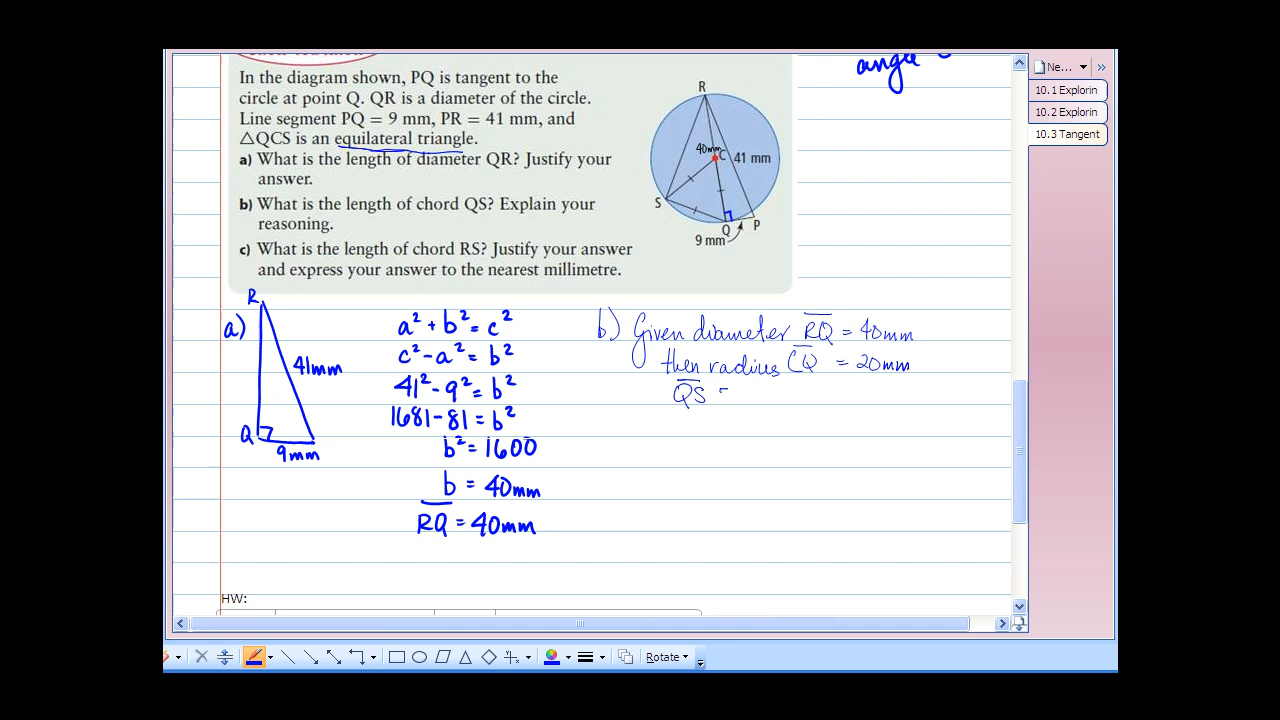 angle
In the diagram shown, PQ is tangent to the
circle at point Q. QR is a diameter of the circle.
Line segment PQ = 9 mm, PR = 41 mm, and
△QCS is an equilateral triangle.
a) What is the length of diameter QR? Justify your
answer.
b) What is the length of chord QS? Explain your
reasoning.
c) What is the length of chord RS? Justify your answer
and express your answer to the nearest millimetre.
R
40mm
C
41 mm
S
Q
P
9 mm
Ne...
10.1 Explorin
10.2 Explorin
10.3 Tangent
a)
R
41mm
Q
9mm
a² + b² = c²
c² - a² = b²
41² - 9² = b²
1681 - 81 = b²
b² = 1600
b = 40mm
RQ = 40mm
b) Given diameter RQ = 40mm
then radius CQ = 20mm
QS =
HW:
Rotate